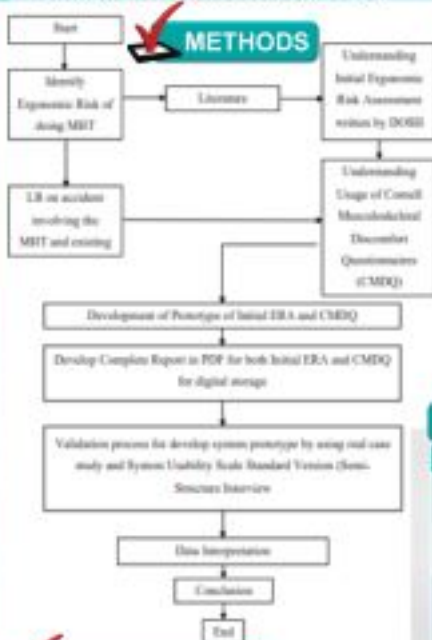 METHODS
Start
Identify
Ergonomic Risk of
doing MHT
Literature
Understanding
Initial Ergonomic
Risk Assessment
written by DOSH
LR on accident
involving the
MHT and existing
Understanding
Usage of Cornell
Musculoskeletal
Discomfort
Questionnaires
(CMDQ)
Development of Prototype of Initial ERA and CMDQ
Develop Complete Report in PDF for both Initial ERA and CMDQ
for digital storage
Validation process for develop system prototype by using real case
study and System Usability Scale Standard Version (Semi-
Structure Interview
Data Interpretation
Conclusion
End